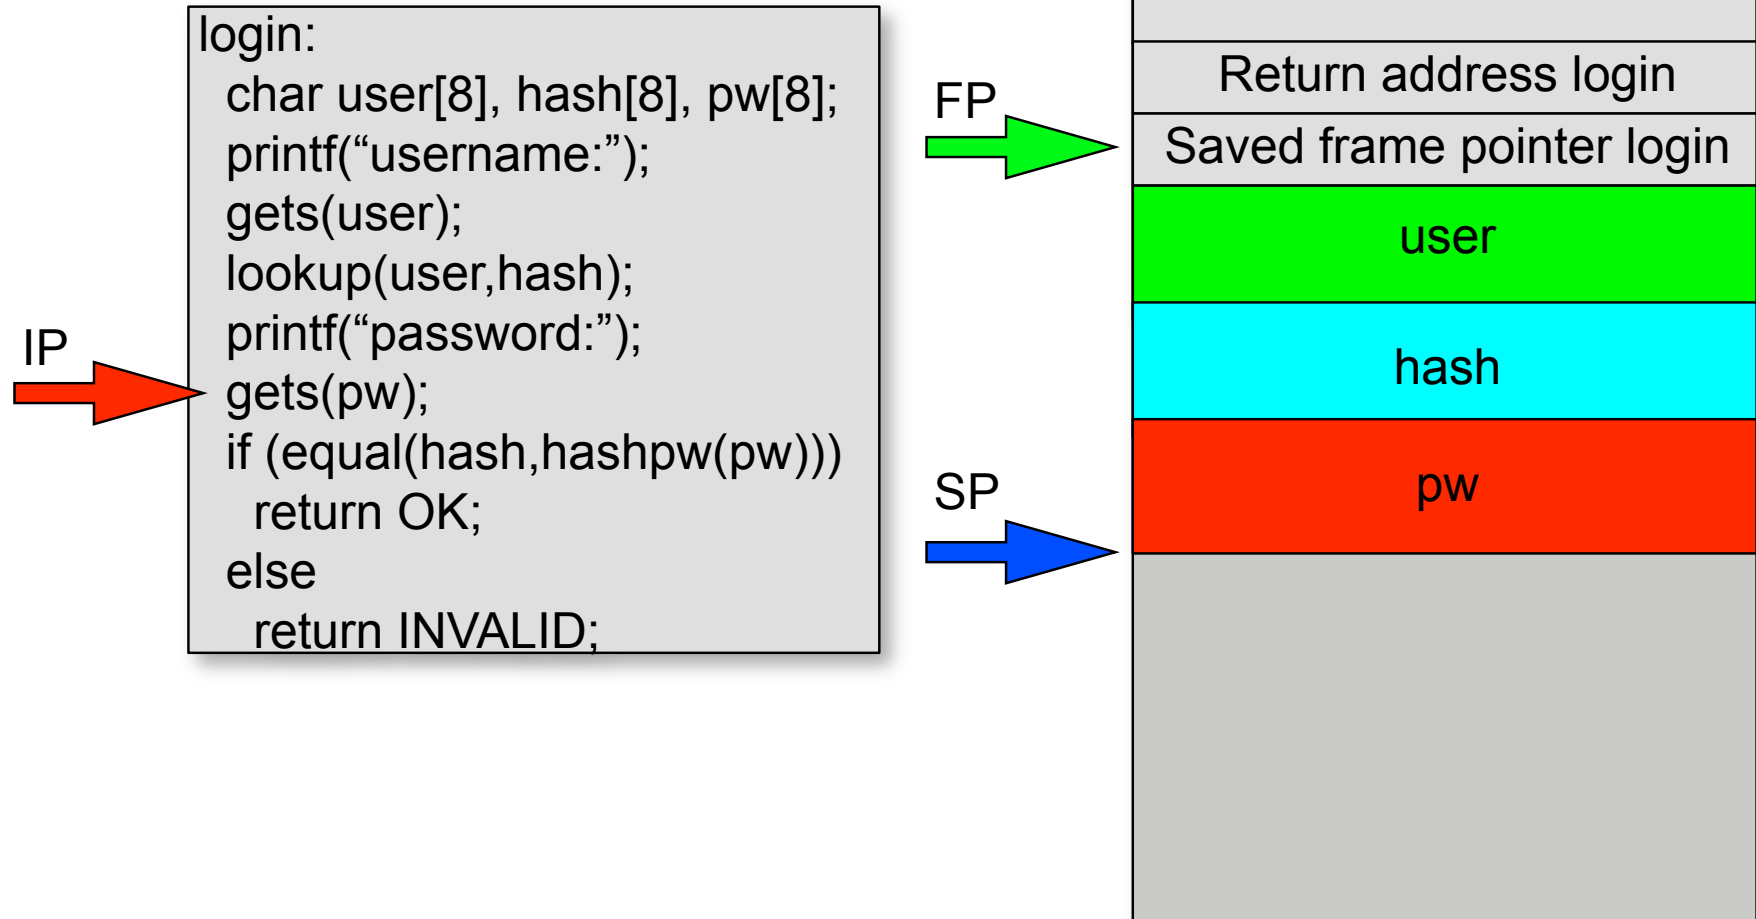 login:
char user[8], hash[8], pw[8];
printf(“username:”);
gets(user);
lookup(user,hash);
printf(“password:”);
gets(pw);
if (equal(hash,hashpw(pw)))
return OK;
else
return INVALID;
IP
FP
SP
Return address login
Saved frame pointer login
user
hash
pw